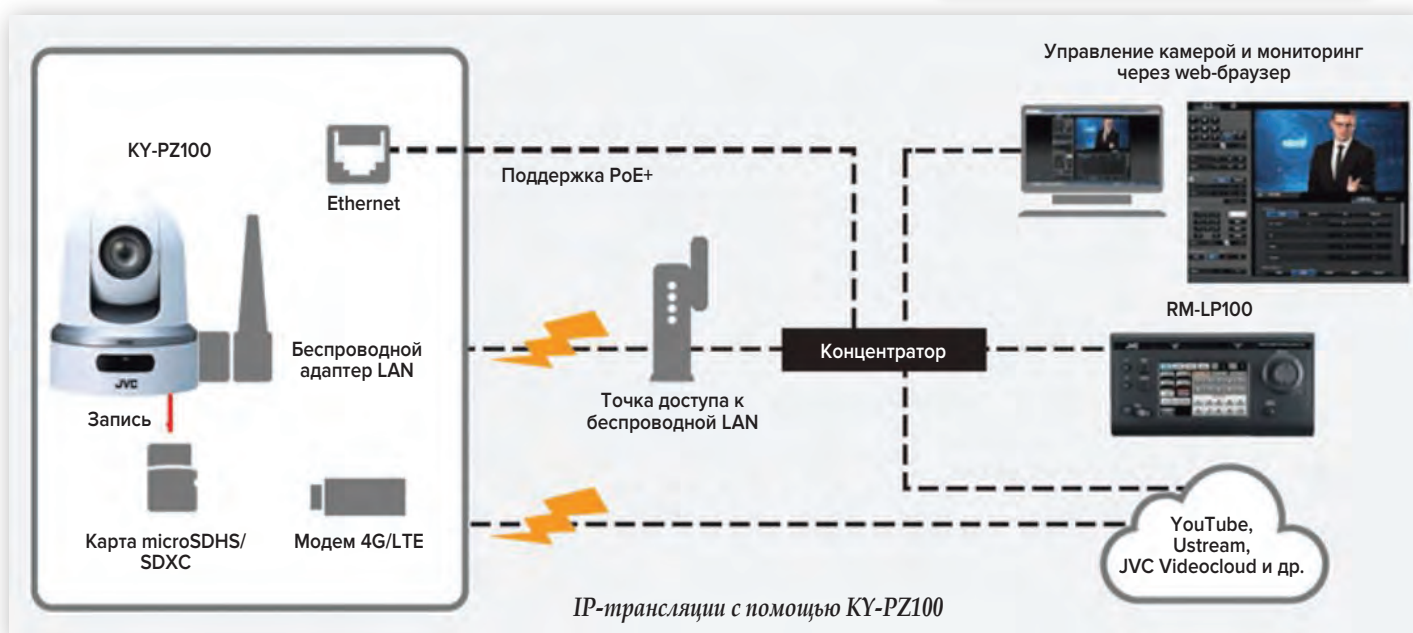 Управление камерой и мониторинг
через web-браузер
KY-PZ100
Ethernet
Поддержка PoE+
RM-LP100
Беспроводной
адаптер LAN
Концентратор
JVC
Запись
Точка доступа к
беспроводной LAN
Карта microSDHS/
SDXC
Модем 4G/LTE
YouTube,
Ustream,
JVC Videocloud и др.
IP-трансляции с помощью KY-PZ100